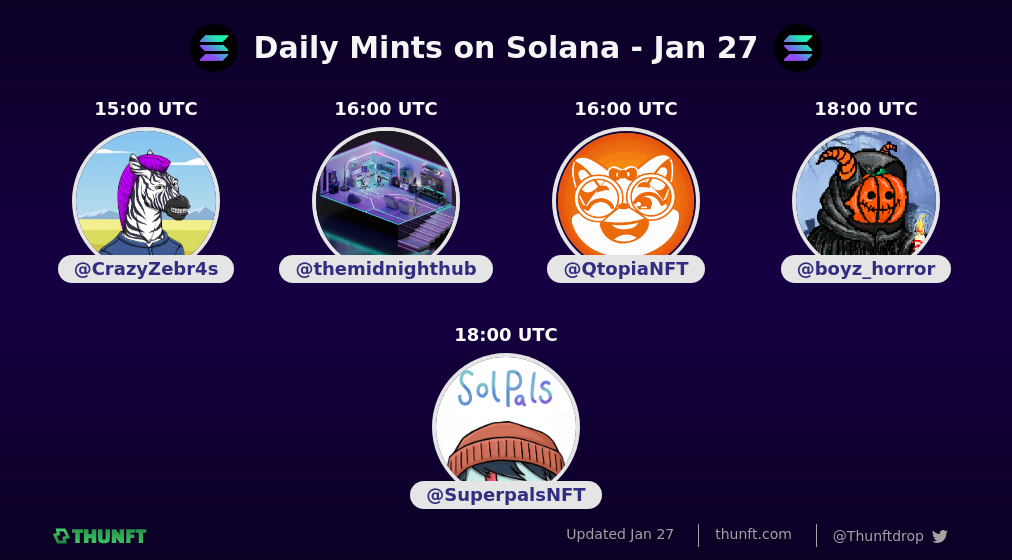 Daily Mints on Solana - Jan 27
15:00 UTC
16:00 UTC
16:00 UTC
18:00 UTC
@CrazyZebr4s
@themidnighthub
@QtopiaNFT
@boyz_horror
18:00 UTC
SolPals
@SuperpalsNFT
THUNFT
Updated Jan 27
thunft.com
@Thunftdrop